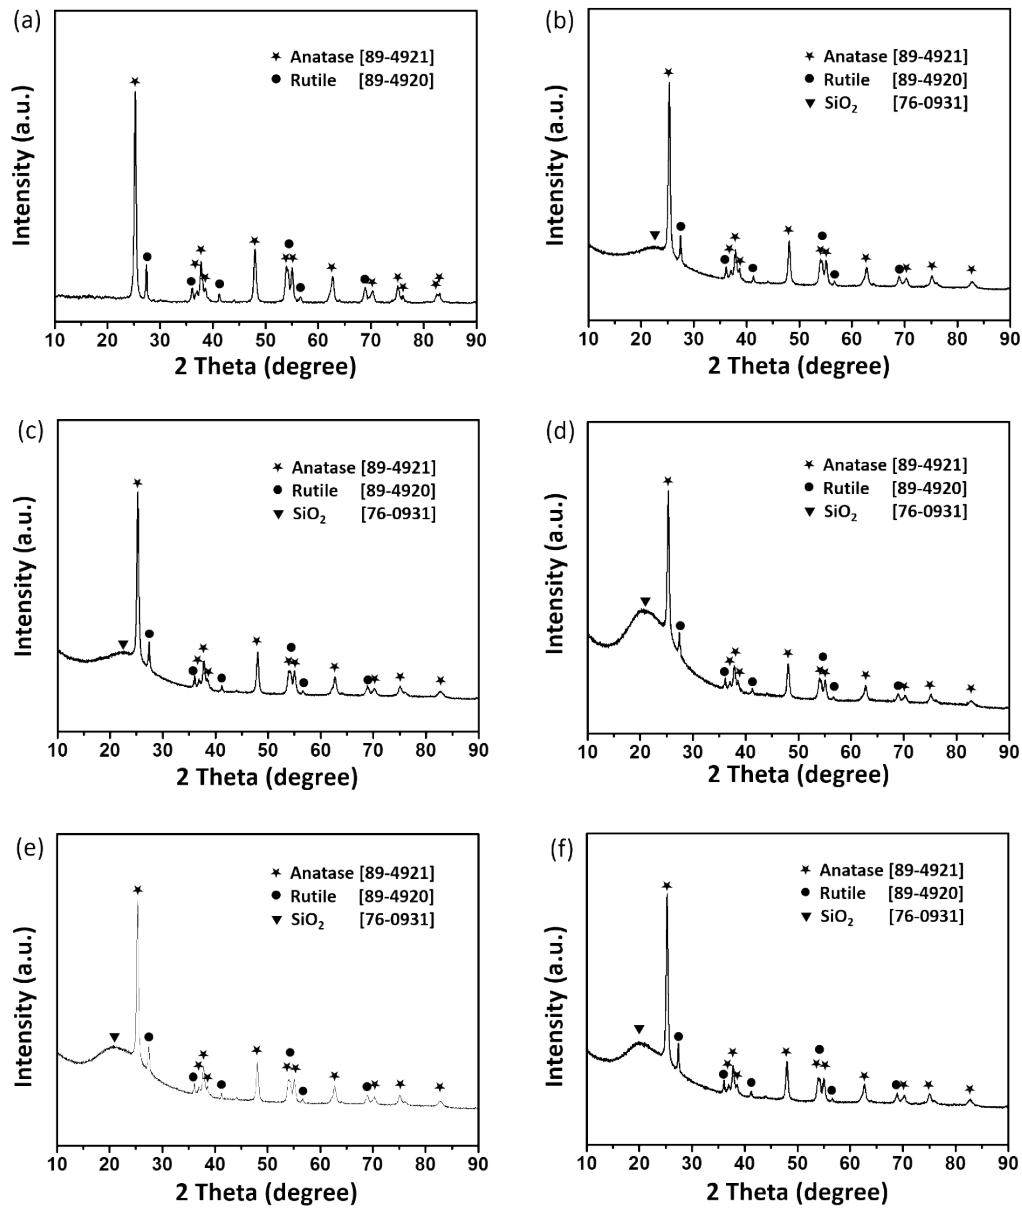 (a)
★ Anatase [89-4921]
● Rutile [89-4920]
Intensity (a.u.)
10 20 30 40 50 60 70 80 90
2 Theta (degree)
(b)
★ Anatase [89-4921]
● Rutile [89-4920]
▼ SiO₂ [76-0931]
Intensity (a.u.)
10 20 30 40 50 60 70 80 90
2 Theta (degree)
(c)
★ Anatase [89-4921]
● Rutile [89-4920]
▼ SiO₂ [76-0931]
Intensity (a.u.)
10 20 30 40 50 60 70 80 90
2 Theta (degree)
(d)
★ Anatase [89-4921]
● Rutile [89-4920]
▼ SiO₂ [76-0931]
Intensity (a.u.)
10 20 30 40 50 60 70 80 90
2 Theta (degree)
(e)
★ Anatase [89-4921]
● Rutile [89-4920]
▼ SiO₂ [76-0931]
Intensity (a.u.)
10 20 30 40 50 60 70 80 90
2 Theta (degree)
(f)
★ Anatase [89-4921]
● Rutile [89-4920]
▼ SiO₂ [76-0931]
Intensity (a.u.)
10 20 30 40 50 60 70 80 90
2 Theta (degree)